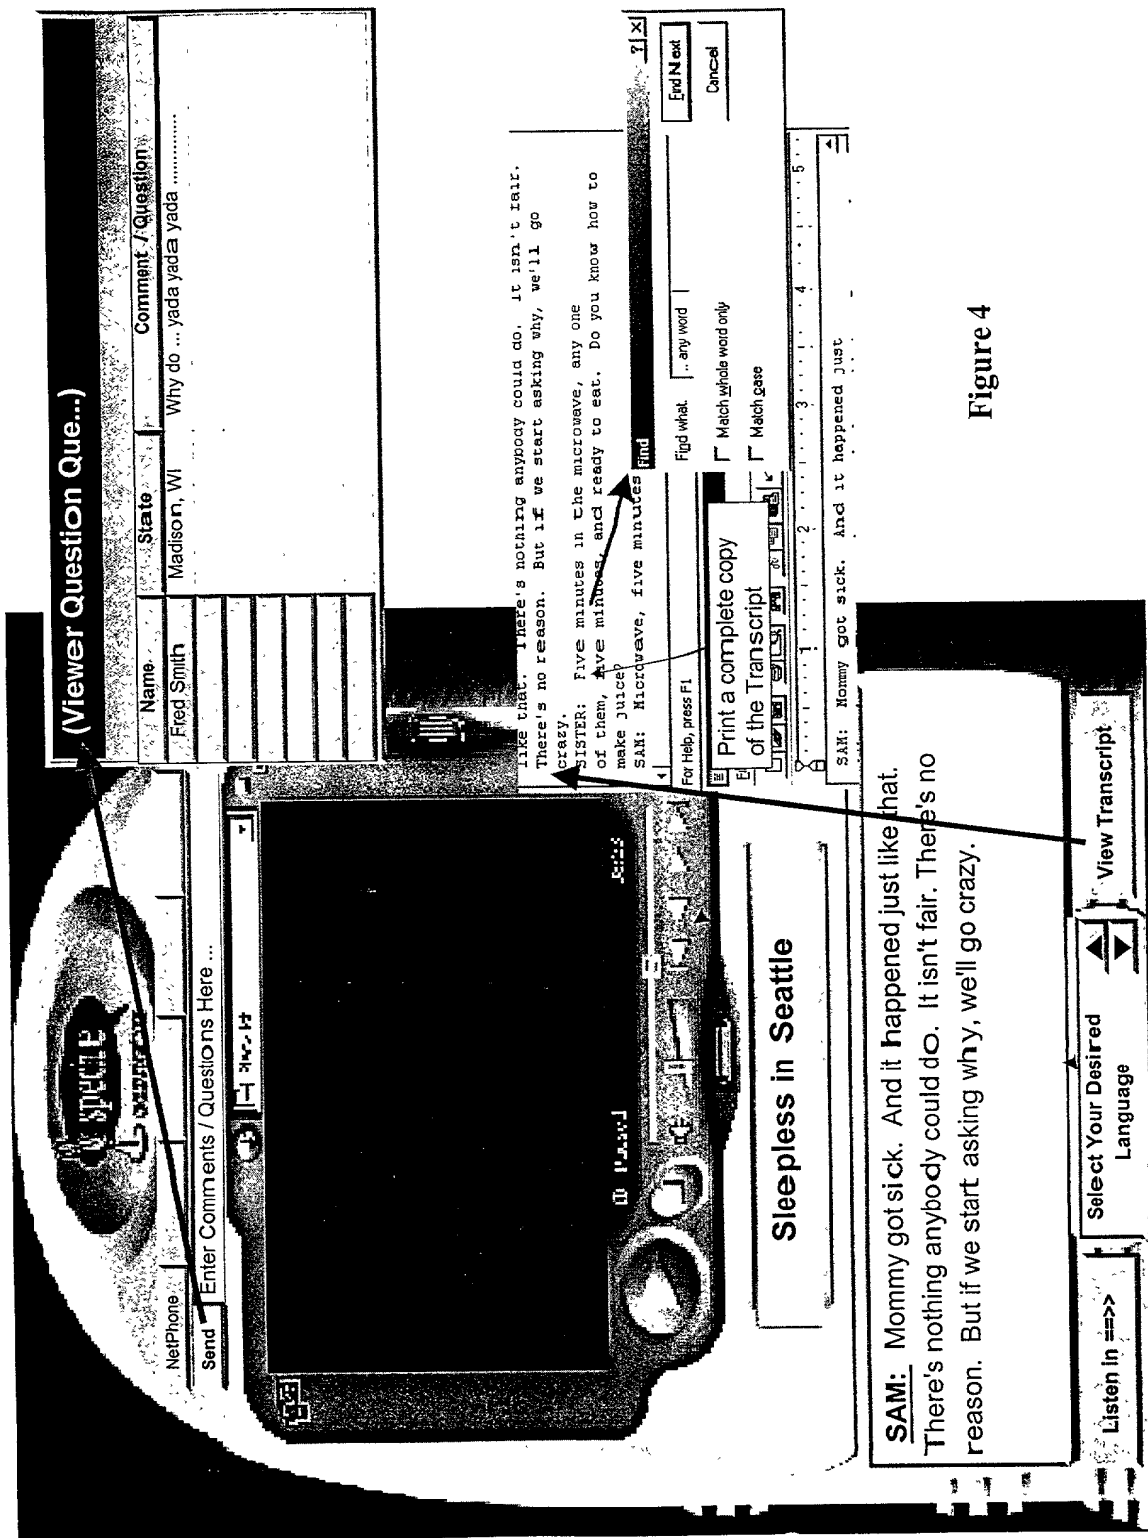 (Viewer Question Que...)
Name State Comment / Question
Fred Smith Madison, WI Why do ... yada yada yada ..............
NetPhone
Send Enter Comments / Questions Here ...
like that. There's nothing anybody could do. It isn't fair.
There's no reason. But if we start asking why, we'll go
crazy.
SISTER: Five minutes in the microwave, any one
of them, five minutes, and ready to eat. Do you know how to
make juice?
SAM: Microwave, five minutes
For Help, press F1
Find
Find what: .. any word
Find Next
Match whole word only
Cancel
Match case
Print a complete copy
of the Transcript
1 2 3 4 5
SAM: Mommy got sick. And it happened just
Sleepless in Seattle
SAM: Mommy got sick. And it happened just like that.
There's nothing anybody could do. It isn't fair. There's no
reason. But if we start asking why, we'll go crazy.
Listen In ==>>
Select Your Desired
Language
View Transcript
Figure 4